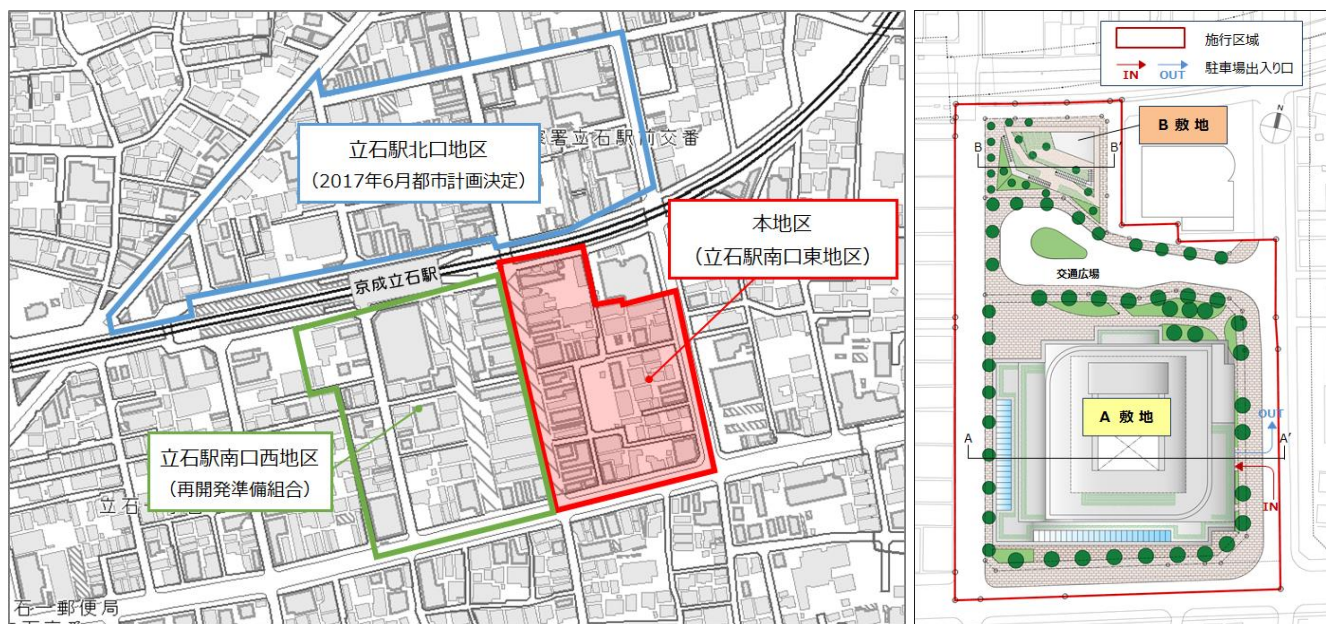 立石駅北口地区
(2017年6月都市計画決定)
署立石駅前交番
本地区
(立石駅南口東地区)
京成立石駅
立石駅南口西地区
(再開発準備組合)
立石
石一郵便局
施行区域
IN OUT 駐車場出入り口
N
B 敷 地
B B'
交通広場
A 敷 地
OUT
A A'
IN